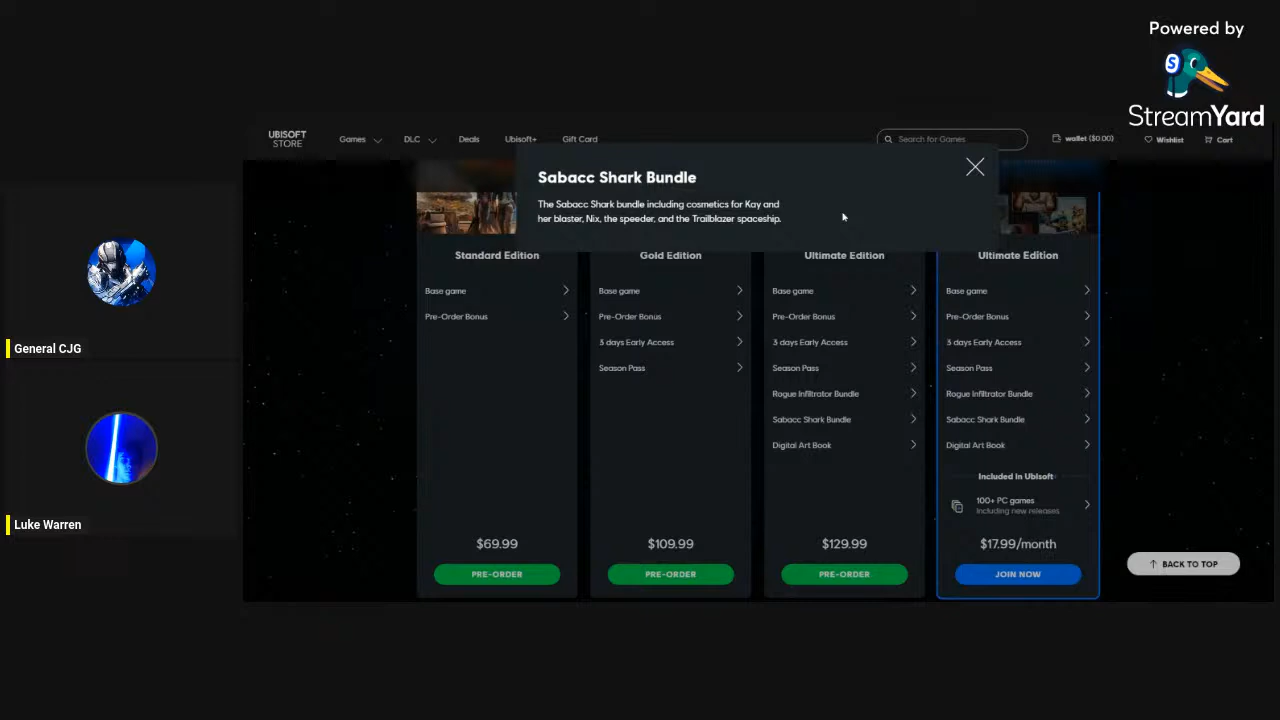 Powered by
S
StreamYard
UBISOFT
STORE
Games
DLC
Deals
Ubisoft+
Gift Card
Search for Games
wallet ($0.00)
Wishlist
Cart
Sabacc Shark Bundle
The Sabacc Shark bundle including cosmetics for Kay and
her blaster, Nix, the speeder, and the Trailblazer spaceship.
Standard Edition
Base game
Pre-Order Bonus
$69.99
PRE-ORDER
Gold Edition
Base game
Pre-Order Bonus
3 days Early Access
Season Pass
$109.99
PRE-ORDER
Ultimate Edition
Base game
Pre-Order Bonus
3 days Early Access
Season Pass
Rogue Infiltrator Bundle
Sabacc Shark Bundle
Digital Art Book
$129.99
PRE-ORDER
Ultimate Edition
Base game
Pre-Order Bonus
3 days Early Access
Season Pass
Rogue Infiltrator Bundle
Sabacc Shark Bundle
Digital Art Book
Included in Ubisoft
100+ PC games
Including new releases
$17.99/month
JOIN NOW
BACK TO TOP
General CJG
Luke Warren